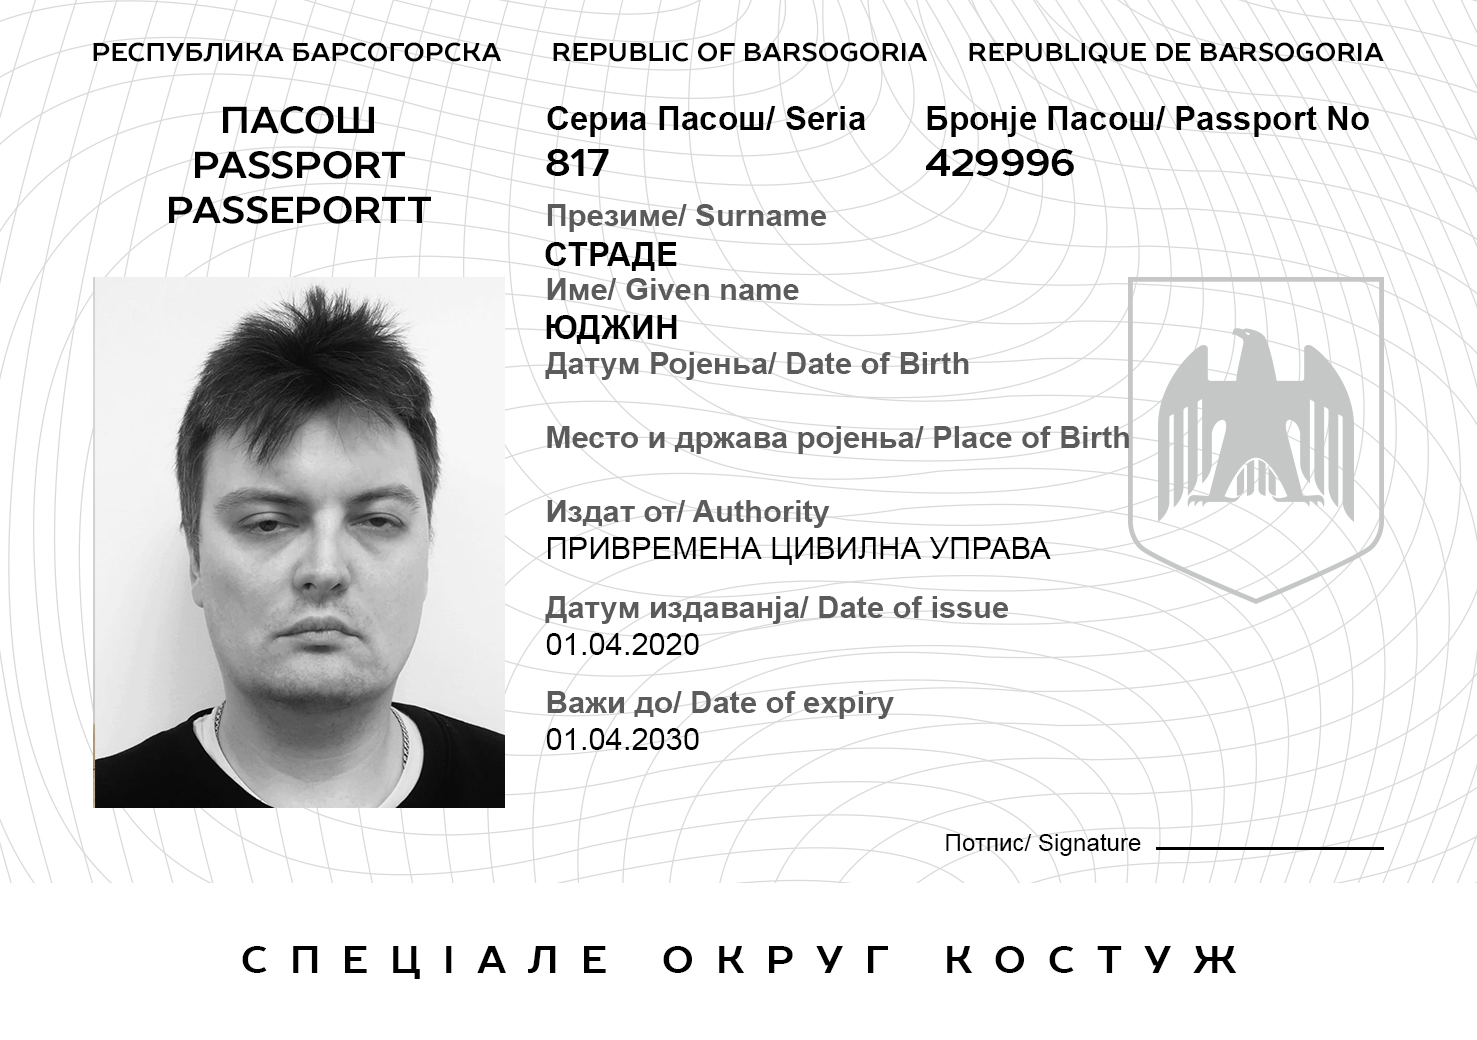 РЕСПУБЛИКА БАРСОГОРСКА REPUBLIC OF BARSOGORIA REPUBLIQUE DE BARSOGORIA
ПАСОШ
PASSPORT
PASSEPORTT
Сериа Пасош/ Seria
817
Бронје Пасош/ Passport No
429996
Презиме/ Surname
СТРАДЕ
Име/ Given name
ЮДЖИН
Датум Ројења/ Date of Birth
Место и држава ројења/ Place of Birth
Издат от/ Authority
ПРИВРЕМЕНА ЦИВИЛНА УПРАВА
Датум издаванја/ Date of issue
01.04.2020
Важи до/ Date of expiry
01.04.2030
Потпис/ Signature
СПЕЦІАЛЕ ОКРУГ КОСТУЖ